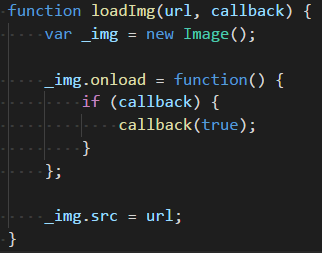 function loadImg(url, callback) {
    var _img = new Image();

    _img.onload = function() {
        if (callback) {
            callback(true);
        }
    };

    _img.src = url;
}